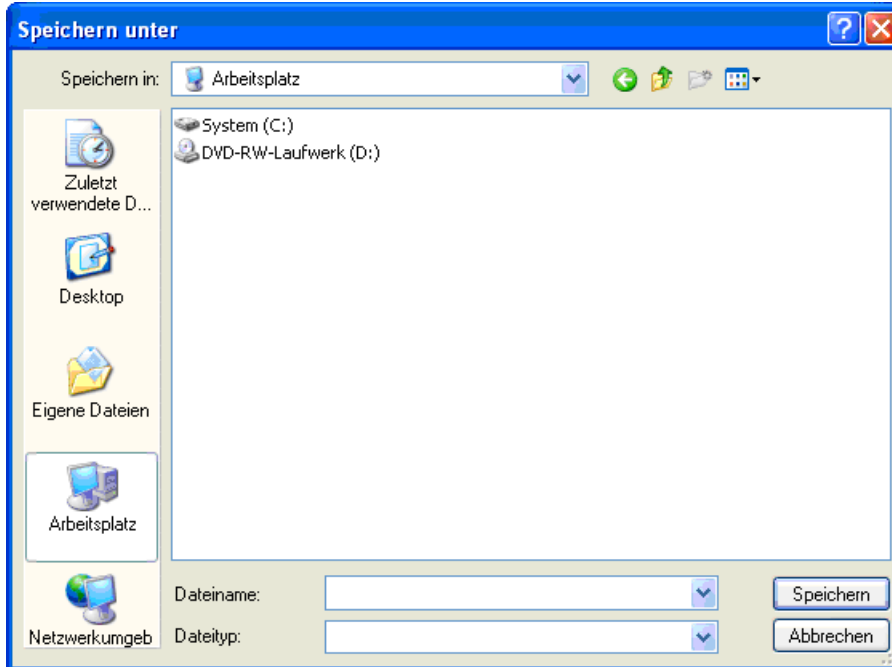 Speichern unter
Speichern in:
Arbeitsplatz
System (C:)
DVD-RW-Laufwerk (D:)
Zuletzt
verwendete D...
Desktop
Eigene Dateien
Arbeitsplatz
Netzwerkumgeb
Dateiname:
Speichern
Dateityp:
Abbrechen